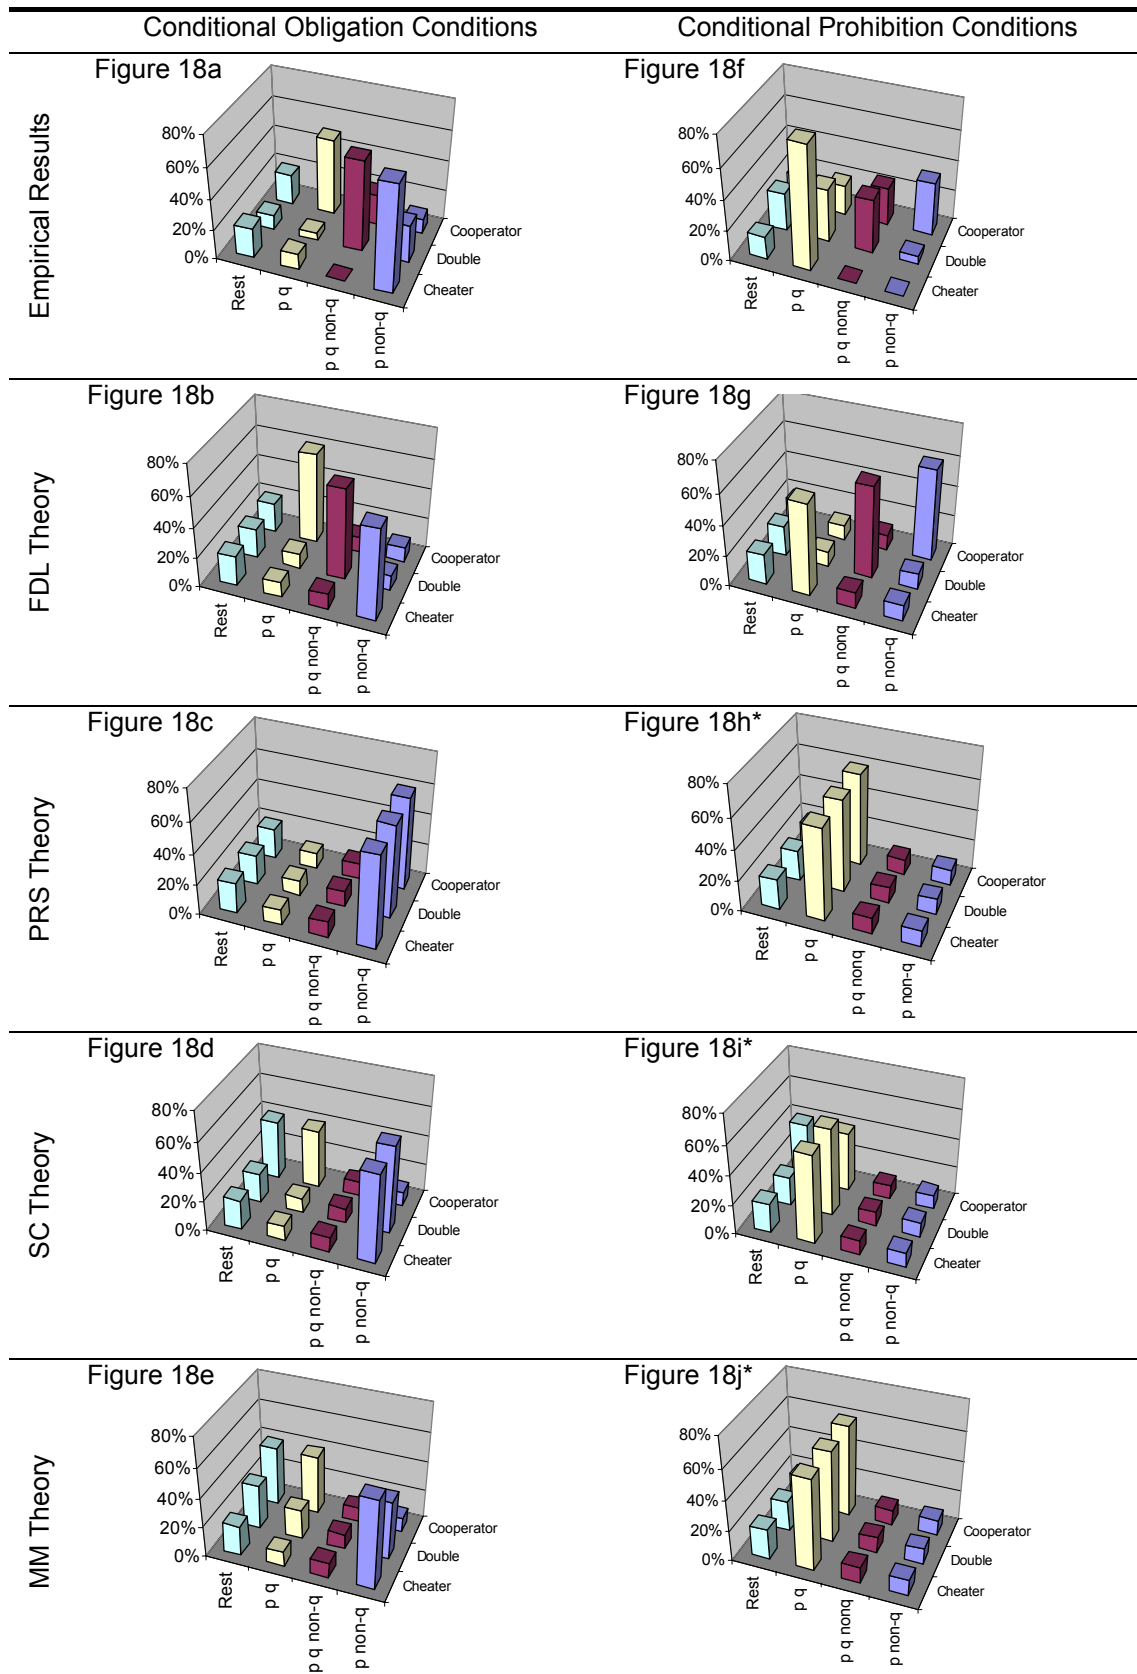 Conditional Obligation Conditions
Conditional Prohibition Conditions
Empirical Results
Figure 18a
80%
60%
40%
20%
0%
Rest
p q
p q non-q
p non-q
Cooperator
Double
Cheater
Figure 18f
80%
60%
40%
20%
0%
Rest
p q
p q nonq
p non-q
Cooperator
Double
Cheater
FDL Theory
Figure 18b
80%
60%
40%
20%
0%
Rest
p q
p q non-q
p non-q
Cooperator
Double
Cheater
Figure 18g
80%
60%
40%
20%
0%
Rest
p q
p q nonq
p non-q
Cooperator
Double
Cheater
PRS Theory
Figure 18c
80%
60%
40%
20%
0%
Rest
p q
p q non-q
p non-q
Cooperator
Double
Cheater
Figure 18h*
80%
60%
40%
20%
0%
Rest
p q
p q nonq
p non-q
Cooperator
Double
Cheater
SC Theory
Figure 18d
80%
60%
40%
20%
0%
Rest
p q
p q non-q
p non-q
Cooperator
Double
Cheater
Figure 18i*
80%
60%
40%
20%
0%
Rest
p q
p q nonq
p non-q
Cooperator
Double
Cheater
MM Theory
Figure 18e
80%
60%
40%
20%
0%
Rest
p q
p q non-q
p non-q
Cooperator
Double
Cheater
Figure 18j*
80%
60%
40%
20%
0%
Rest
p q
p q nonq
p non-q
Cooperator
Double
Cheater